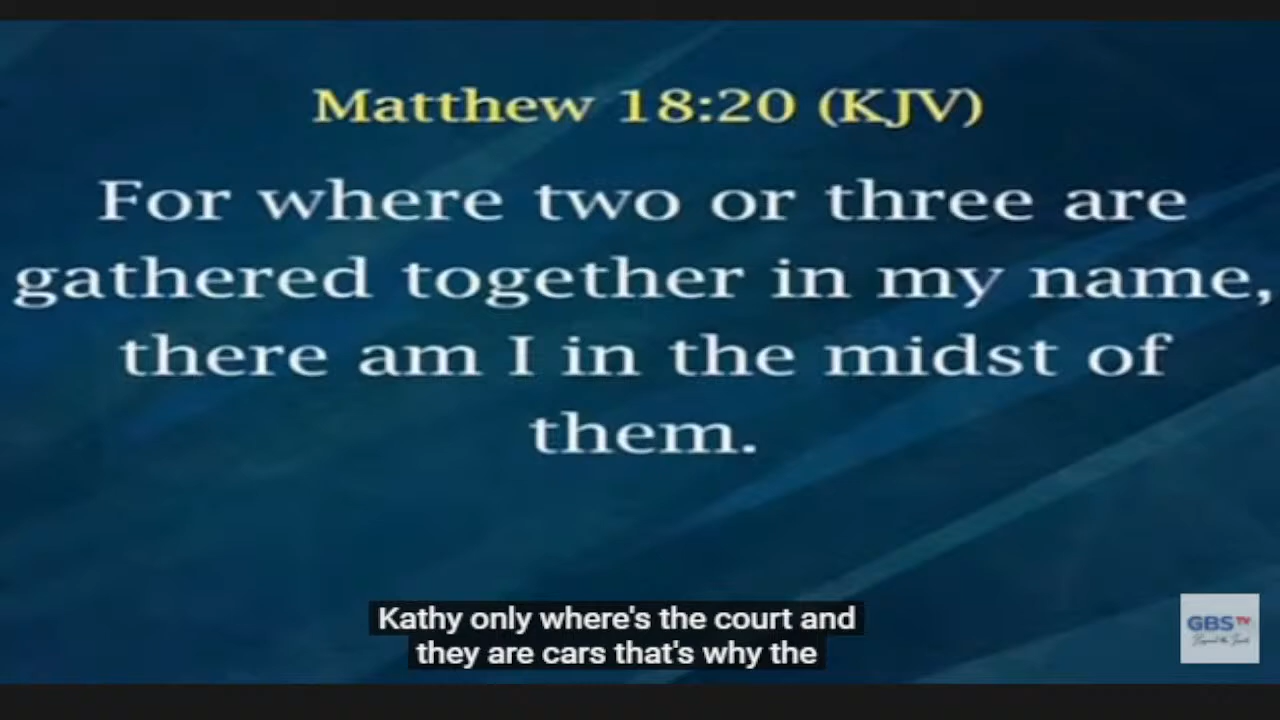 Matthew 18:20 (KJV)
For where two or three are
gathered together in my name,
there am I in the midst of
them.
Kathy only where's the court and
they are cars that's why the
GBS TV